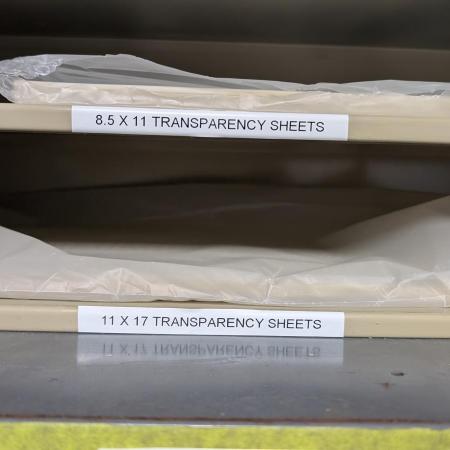 8.5 X 11 TRANSPARENCY SHEETS
11 X 17 TRANSPARENCY SHEETS